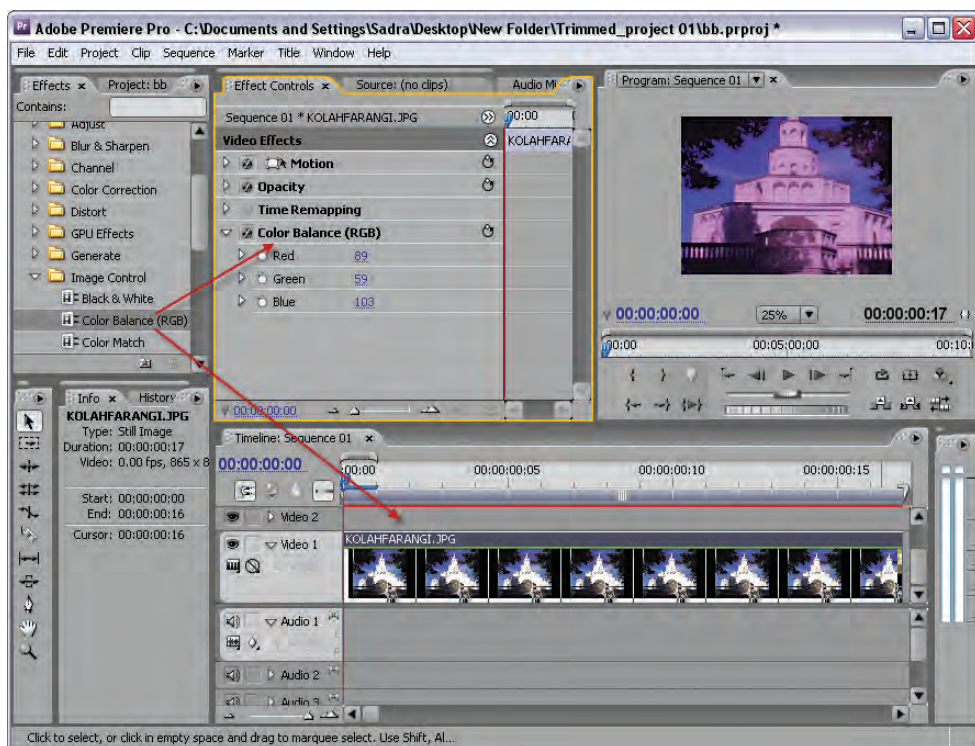 Pr Adobe Premiere Pro - C:\Documents and Settings\Sadra\Desktop\New Folder\Trimmed_project 01\bb.prproj *
File Edit Project Clip Sequence Marker Title Window Help
Effects x Project: bb
Contains:
Adjust
Blur & Sharpen
Channel
Color Correction
Distort
GPU Effects
Generate
Image Control
Black & White
Color Balance (RGB)
Color Match
Effect Controls x Source: (no clips) Audio Mi
Sequence 01 * KOLAHFARANGI.JPG
00:00
Video Effects
KOLAHFARA
Motion
Opacity
Time Remapping
Color Balance (RGB)
Red 89
Green 59
Blue 103
00:00:00:00
Program: Sequence 01 x
00:00:00:00 25% 00:00:00:17
00:00 00:05:00:00 00:10:
Info x History
KOLAHFARANGI.JPG
Type: Still Image
Duration: 00:00:00:17
Video: 0.00 fps, 865 x 8
Start: 00:00:00:00
End: 00:00:00:16
Cursor: 00:00:00:16
Timeline: Sequence 01 x
00:00:00:00
:00:00 00:00:00:05 00:00:00:10 00:00:00:15
Video 2
Video 1
KOLAHFARANGI.JPG
Audio 1
Audio 2
Audio 3
Click to select, or click in empty space and drag to marquee select. Use Shift, Al...